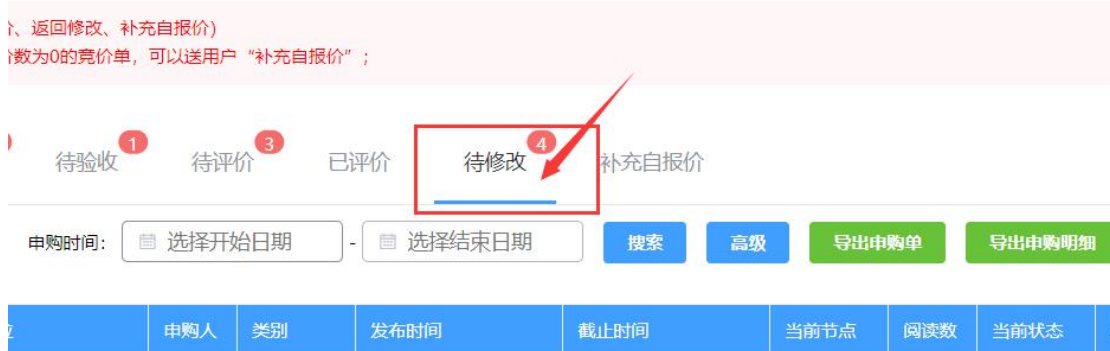 、返回修改、补充自报价)
数为0的竞价单，可以送用户“补充自报价”；
待验收 1 待评价 3 已评价 待修改 4 补充自报价
申购时间： 选择开始日期 - 选择结束日期 搜索 高级 导出申购单 导出申购明细
申购人 类别 发布时间 截止时间 当前节点 阅读数 当前状态